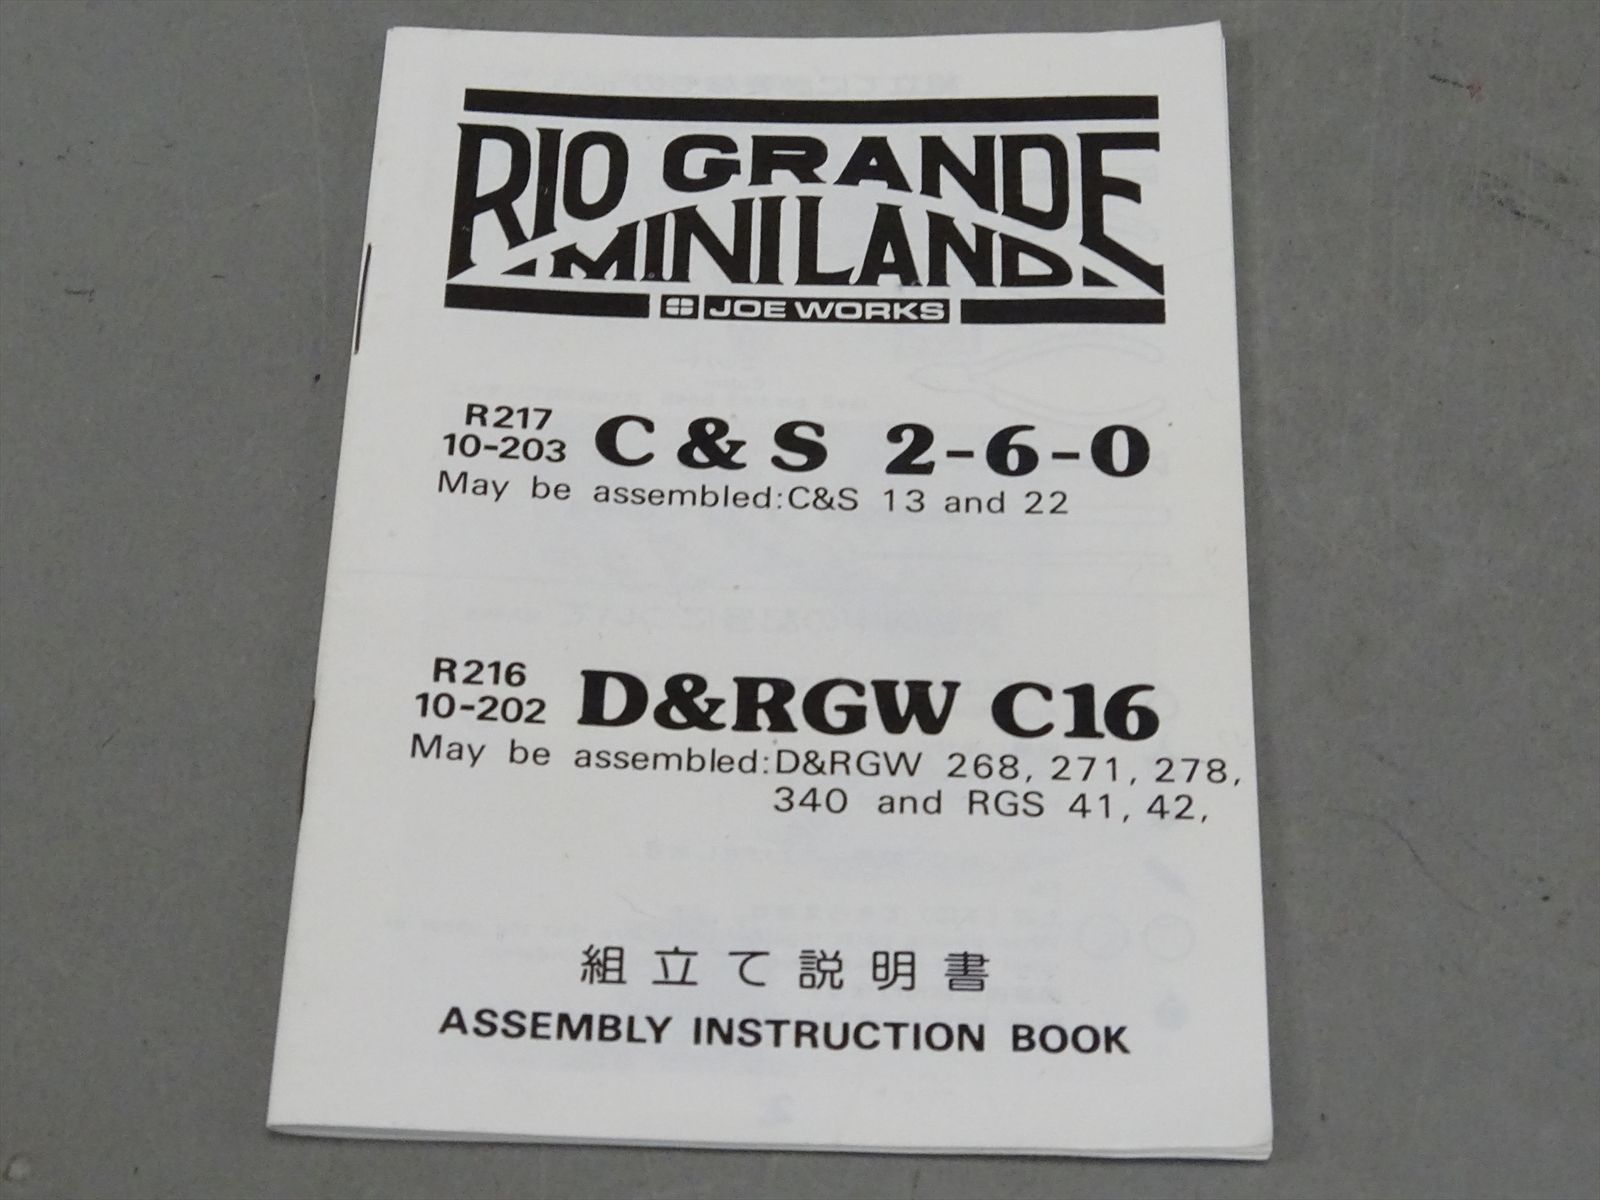 RIO GRANDE
MINILAND
JOE WORKS
R217
10-203
C & S 2-6-0
May be assembled:C&S 13 and 22
R216
10-202
D&RGW C16
May be assembled:D&RGW 268, 271, 278,
340 and RGS 41, 42,
組立て説明書
ASSEMBLY INSTRUCTION BOOK